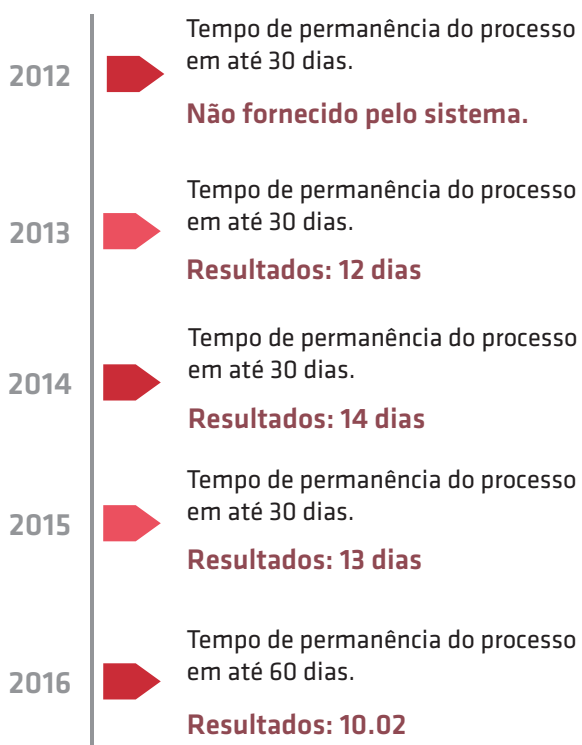 2012
Tempo de permanência do processo
em até 30 dias.
Não fornecido pelo sistema.
2013
Tempo de permanência do processo
em até 30 dias.
Resultados: 12 dias
2014
Tempo de permanência do processo
em até 30 dias.
Resultados: 14 dias
2015
Tempo de permanência do processo
em até 30 dias.
Resultados: 13 dias
2016
Tempo de permanência do processo
em até 60 dias.
Resultados: 10.02